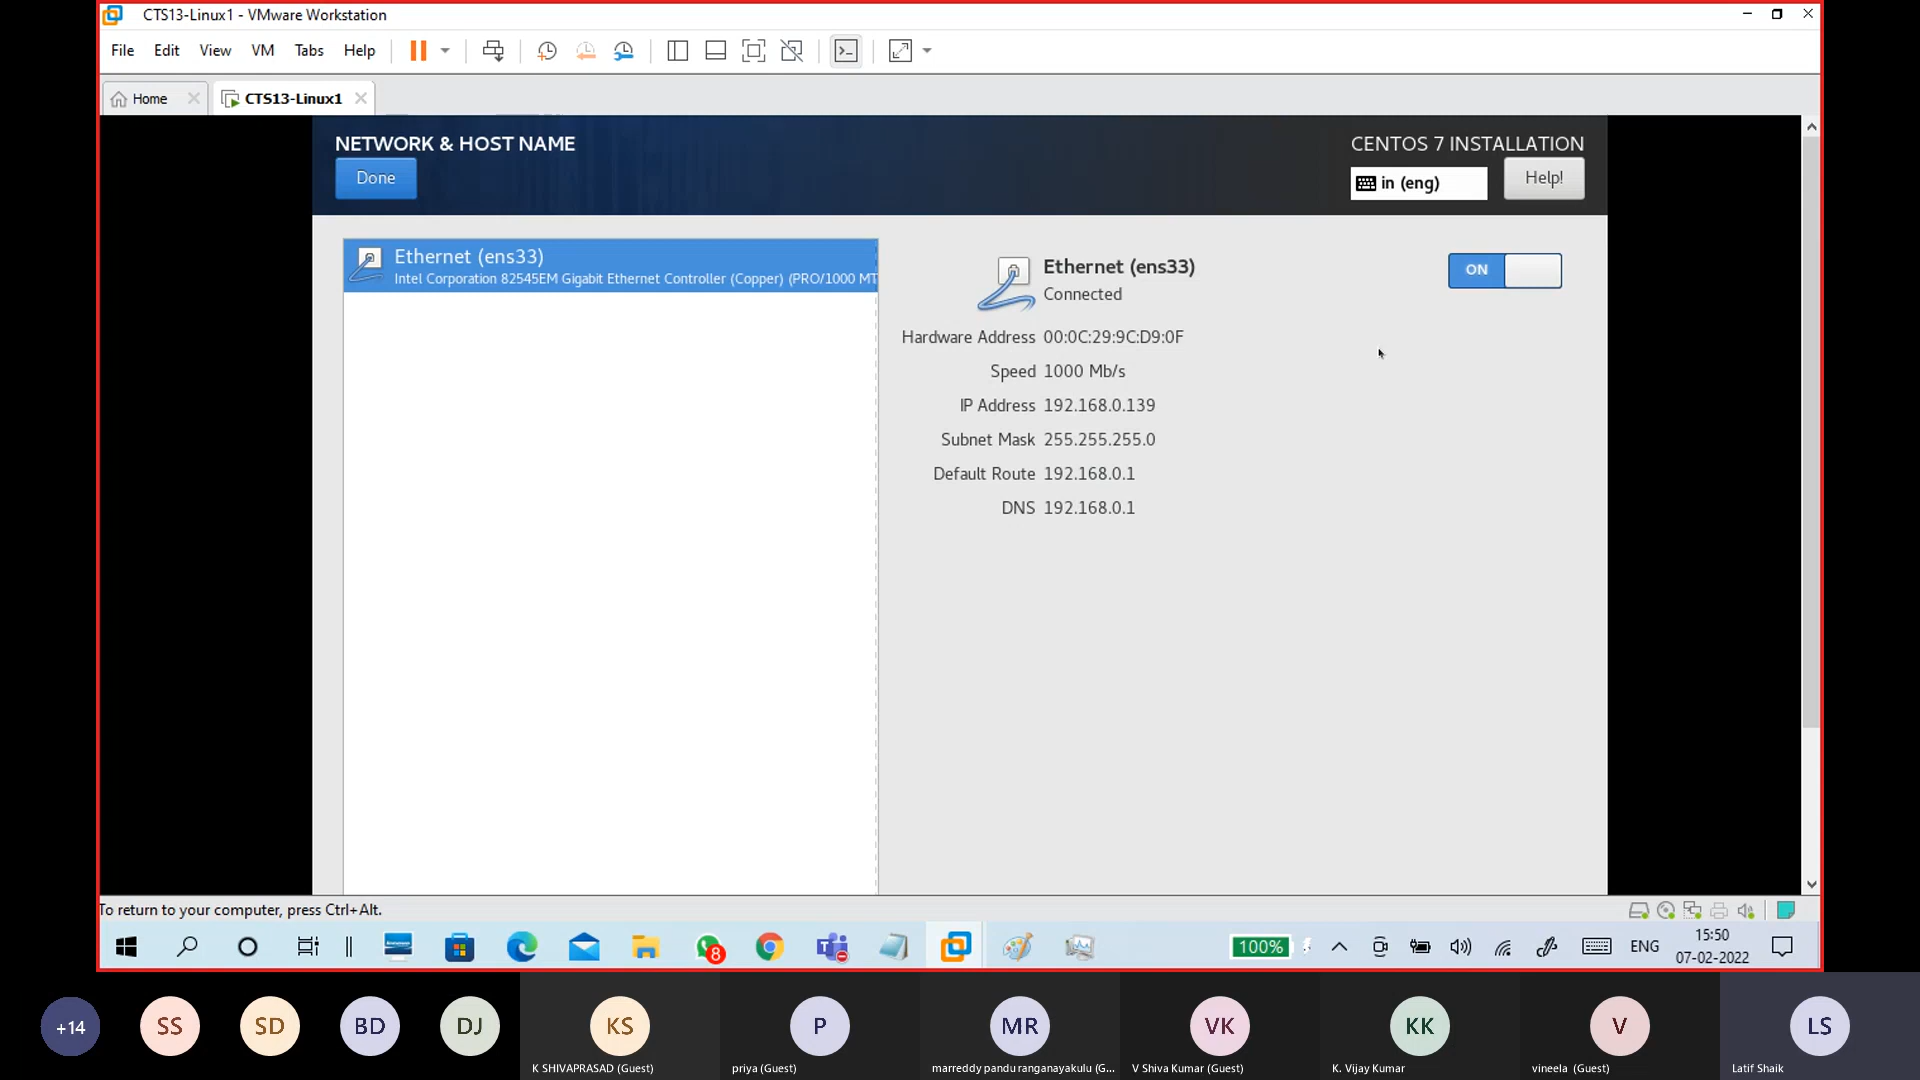 CTS13-Linux1 - VMware Workstation
File Edit View VM Tabs Help
Home CTS13-Linux1
NETWORK & HOST NAME
Done
CENTOS 7 INSTALLATION
in (eng)
Help!
Ethernet (ens33)
Intel Corporation 82545EM Gigabit Ethernet Controller (Copper) (PRO/1000 MT
Ethernet (ens33)
Connected
ON
Hardware Address 00:0C:29:9C:D9:0F
Speed 1000 Mb/s
IP Address 192.168.0.139
Subnet Mask 255.255.255.0
Default Route 192.168.0.1
DNS 192.168.0.1
To return to your computer, press Ctrl+Alt.
8
100%
ENG
15:50
07-02-2022
+14 SS SD BD DJ KS P MR VK KK V LS
K SHIVAPRASAD (Guest) priya (Guest) marreddy pandu ranganayakulu (G... V Shiva Kumar (Guest) K. Vijay Kumar vineela (Guest) Latif Shaik